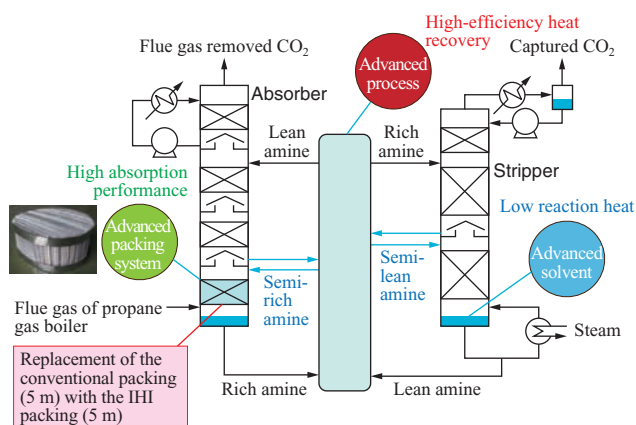 High-efficiency heat
recovery
Flue gas removed CO₂
Captured CO₂
Advanced
process
Absorber
Lean
amine
Rich
amine
Stripper
High absorption
performance
Low reaction heat
Advanced
packing
system
Advanced
solvent
Semi-
rich
amine
Semi-
lean
amine
Flue gas of propane
gas boiler
Steam
Replacement of the
conventional packing
(5 m) with the IHI
packing (5 m)
Rich amine
Lean amine